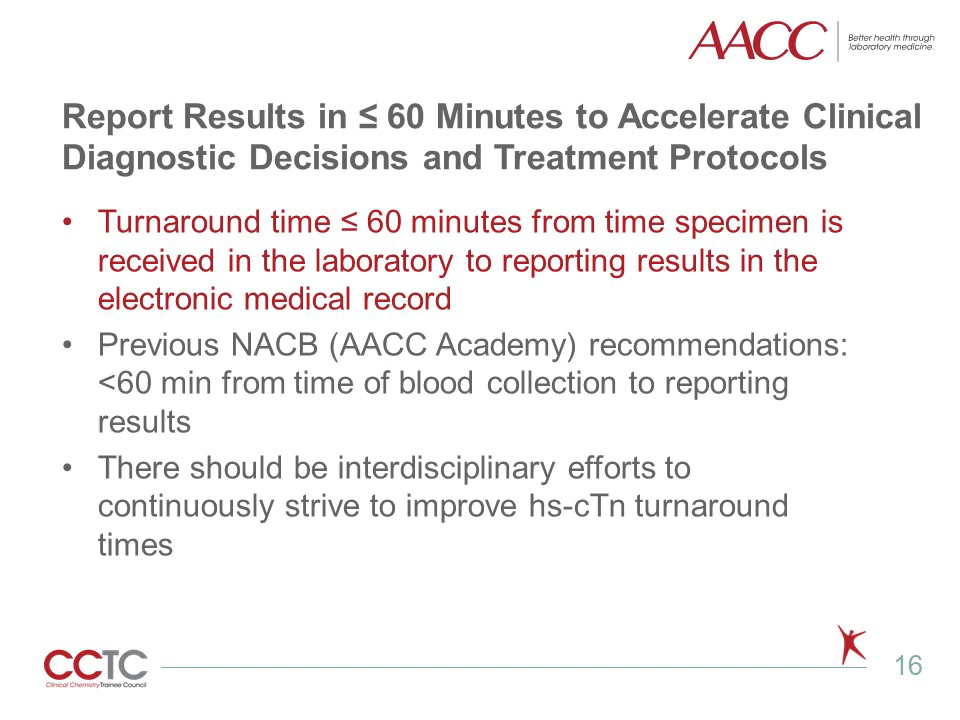 AACC
Better health through
laboratory medicine.
Report Results in ≤ 60 Minutes to Accelerate Clinical
Diagnostic Decisions and Treatment Protocols
• Turnaround time ≤ 60 minutes from time specimen is
received in the laboratory to reporting results in the
electronic medical record
• Previous NACB (AACC Academy) recommendations:
<60 min from time of blood collection to reporting
results
• There should be interdisciplinary efforts to
continuously strive to improve hs-cTn turnaround
times
CCTC
Clinical Chemistry Trainee Council
16